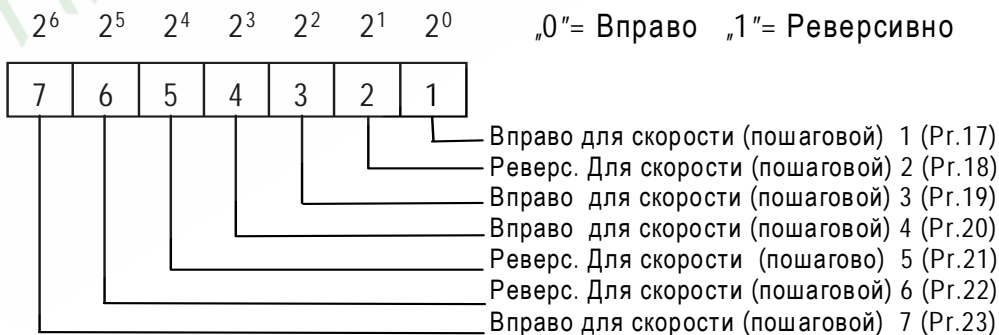 2⁶ 2⁵ 2⁴ 2³ 2² 2¹ 2⁰ „0"= Вправо „1"= Реверсивно
7 6 5 4 3 2 1
Вправо для скорости (пошаговой) 1 (Pr.17)
Реверс. Для скорости (пошаговой) 2 (Pr.18)
Вправо для скорости (пошаговой) 3 (Pr.19)
Вправо для скорости (пошаговой) 4 (Pr.20)
Реверс. Для скорости (пошагово) 5 (Pr.21)
Реверс. Для скорости (пошаговой) 6 (Pr.22)
Вправо для скорости (пошаговой) 7 (Pr.23)